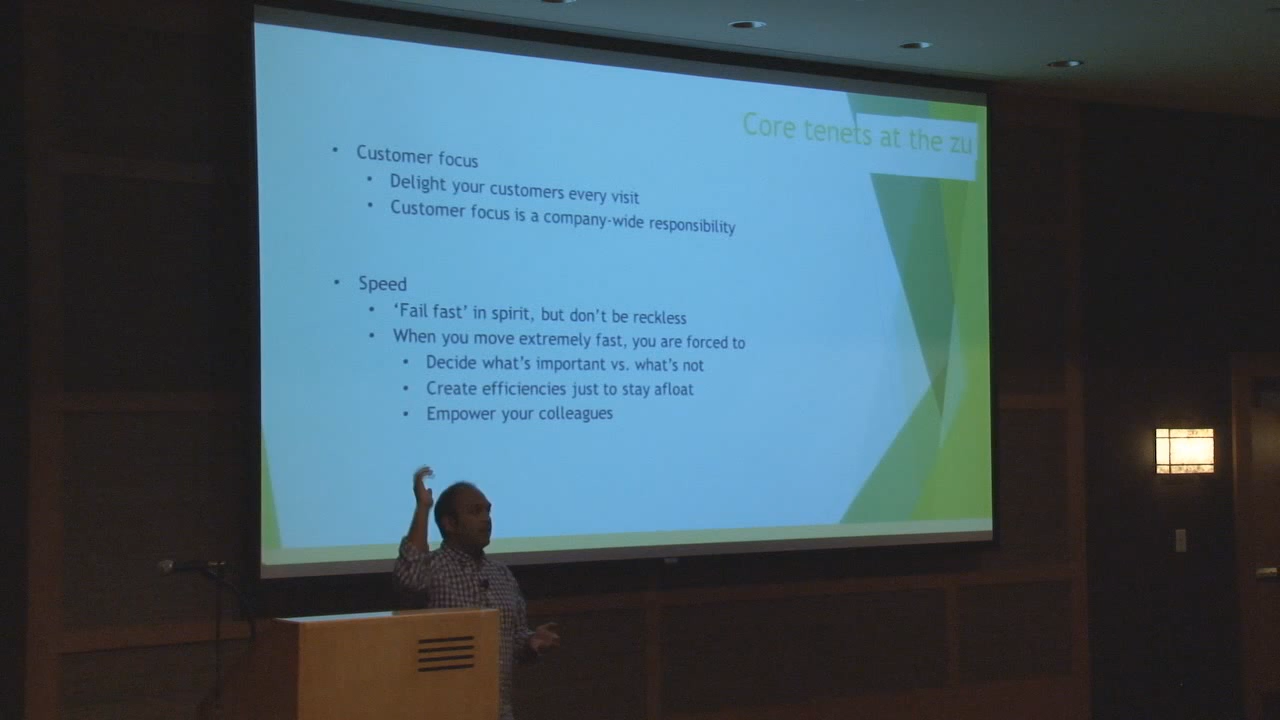 Core tenets at the zu
• Customer focus
• Delight your customers every visit
• Customer focus is a company-wide responsibility
• Speed
• ‘Fail fast’ in spirit, but don’t be reckless
• When you move extremely fast, you are forced to
• Decide what’s important vs. what’s not
• Create efficiencies just to stay afloat
• Empower your colleagues